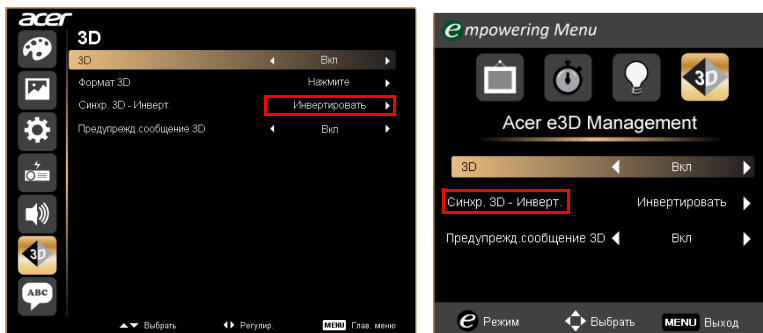 acer
3D
3D Вкл
Формат 3D Нажмите
Синхр. 3D - Инверт. Инвертировать
Предупрежд.сообщение 3D Вкл
3D
ABC
Выбрать Регулир. MENU Глав. меню
e mpowering Menu
3D
Acer e3D Management
3D Вкл
Синхр. 3D - Инверт. Инвертировать
Предупрежд.сообщение 3D Вкл
e Режим Выбрать MENU Выход